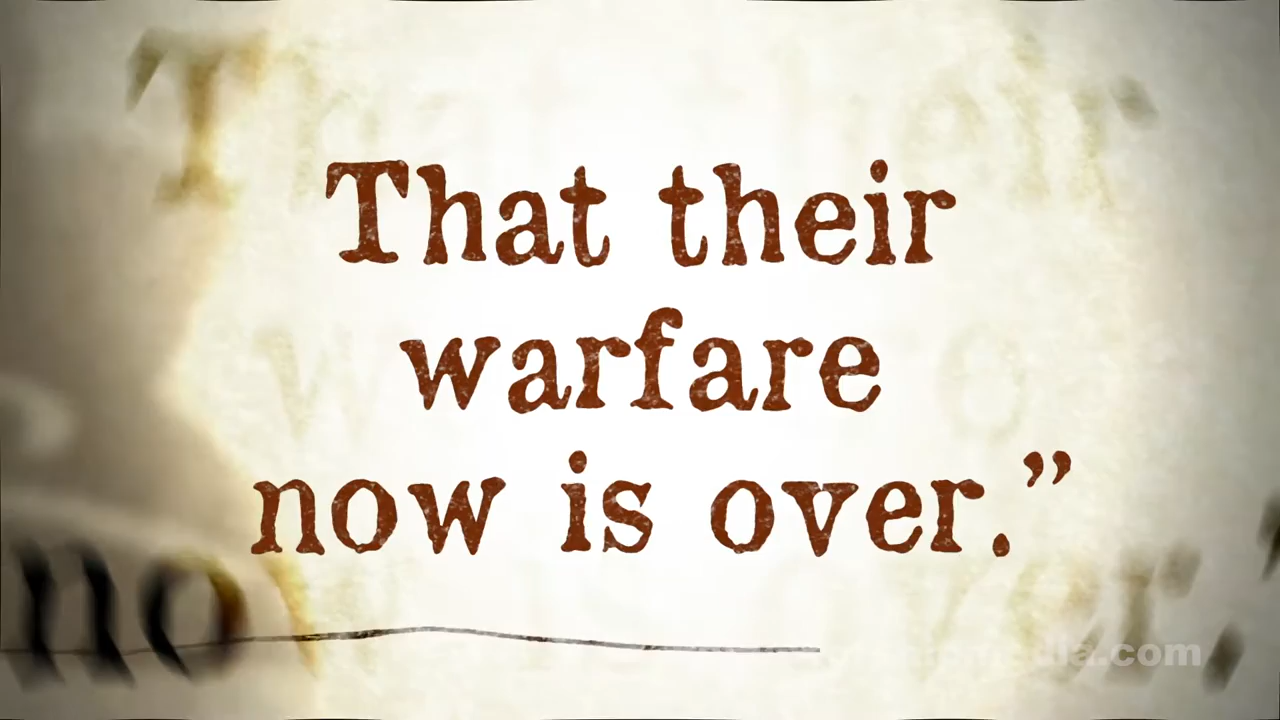 That their
warfare
now is over.”